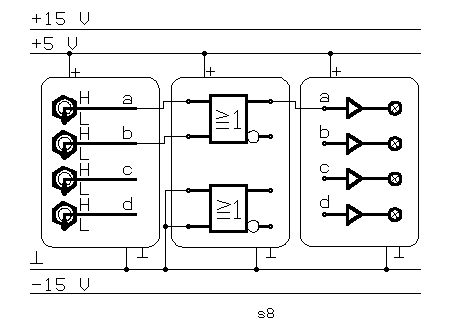 +15 V
+5 V
+ + +
H a ≥1 a
L
H b b
L
H c ≥1 c
L
H d d
L
⊥ ⊥ ⊥ ⊥
-15 V
s8